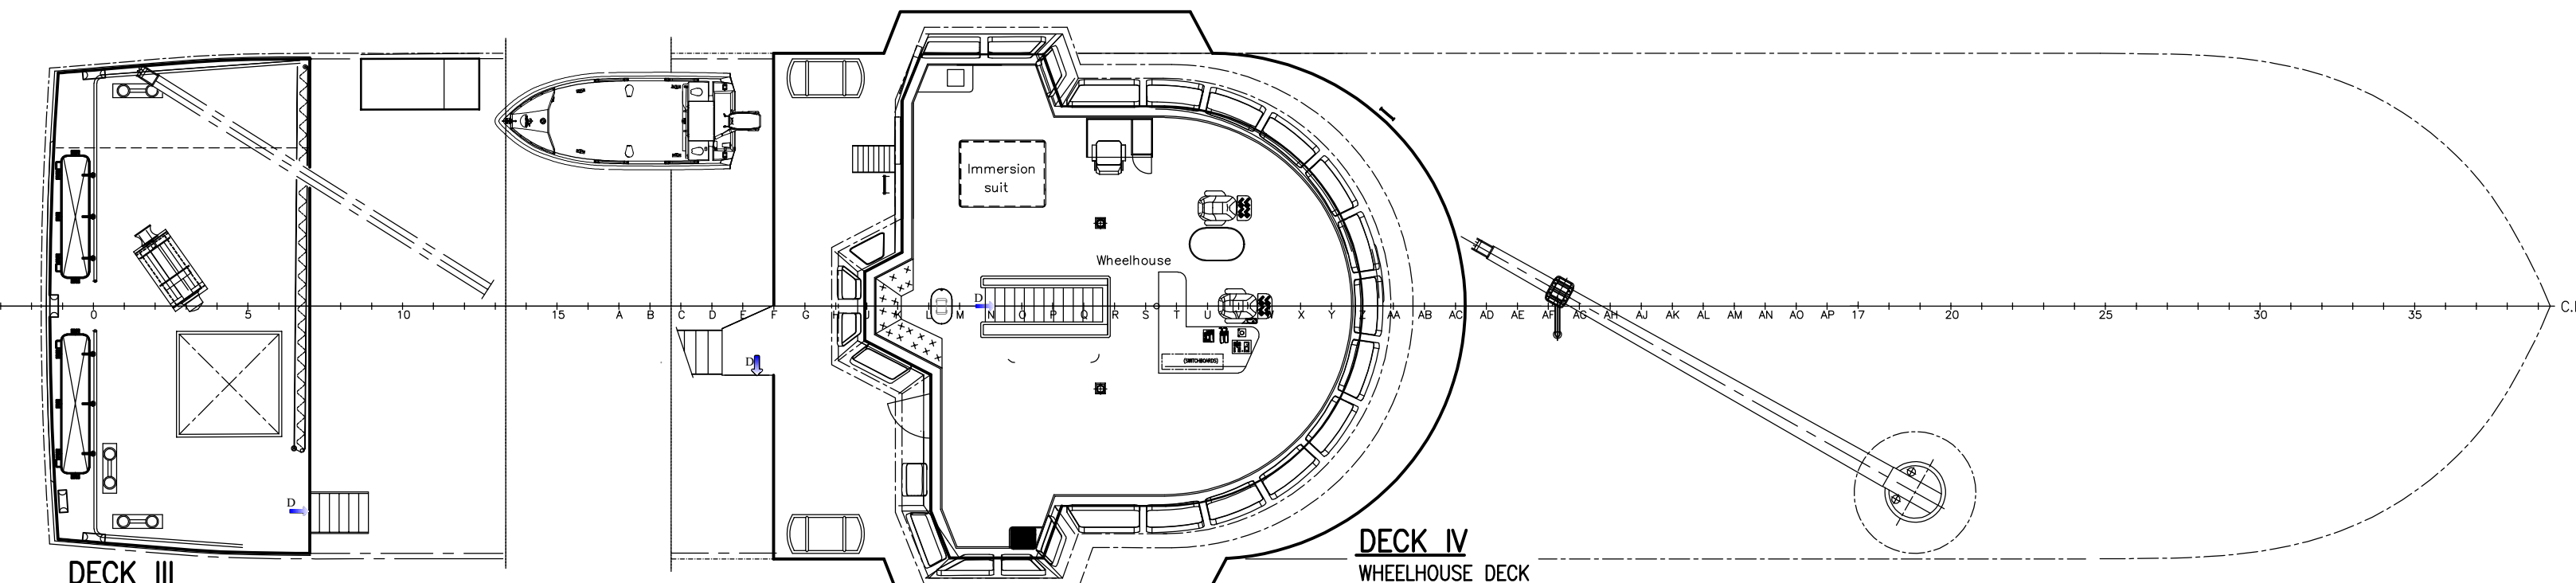 Immersion
suit
Wheelhouse
D
0 5 10 15 A B C D E F G H J K L M N O P Q R S T U V W X Y Z AA AB AC AD AE AF AG AH AJ AK AL AM AN AO AP 17 20 25 30 35
D
(SWITCHBOARDS)
D
DECK IV
WHEELHOUSE DECK
DECK III